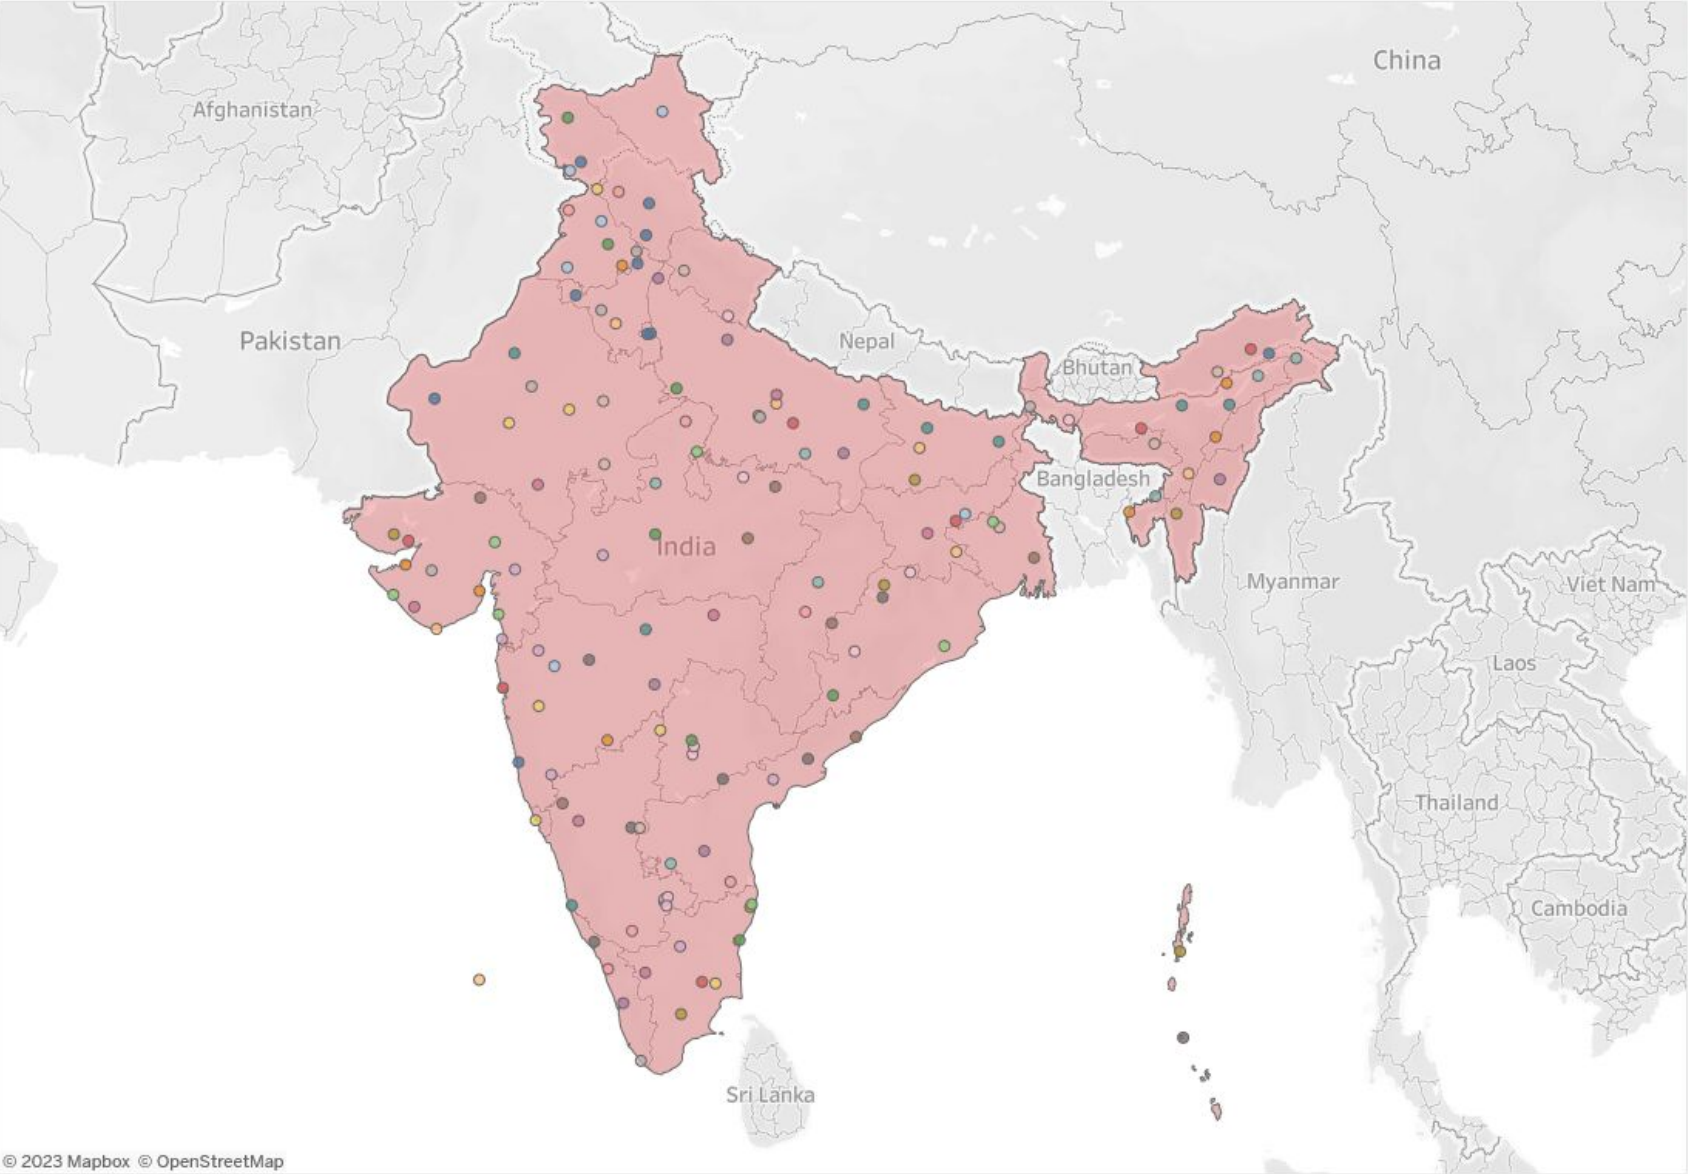 China
Afghanistan
Pakistan
Nepal
Bhutan
Bangladesh
India
Myanmar
Viet Nam
Laos
Thailand
Cambodia
Sri Lanka
© 2023 Mapbox © OpenStreetMap